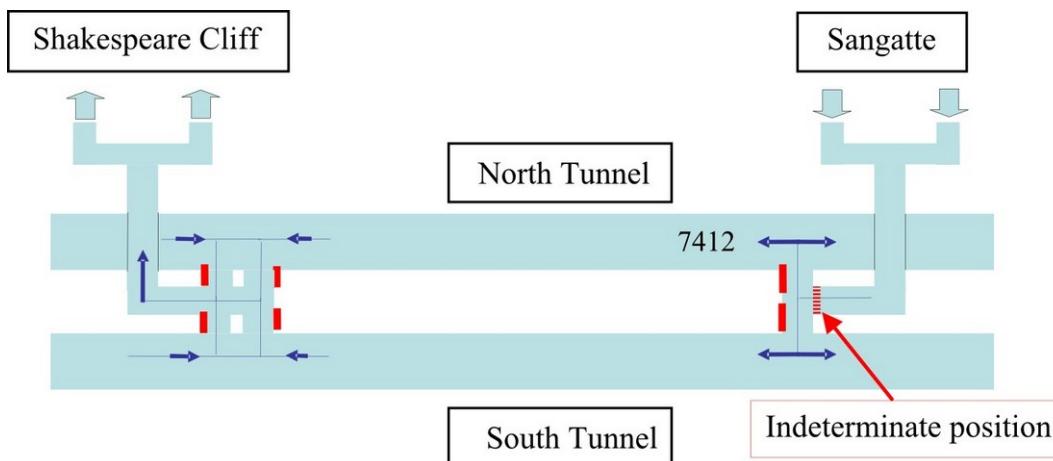 Shakespeare Cliff
Sangatte
North Tunnel
7412
Indeterminate position
South Tunnel